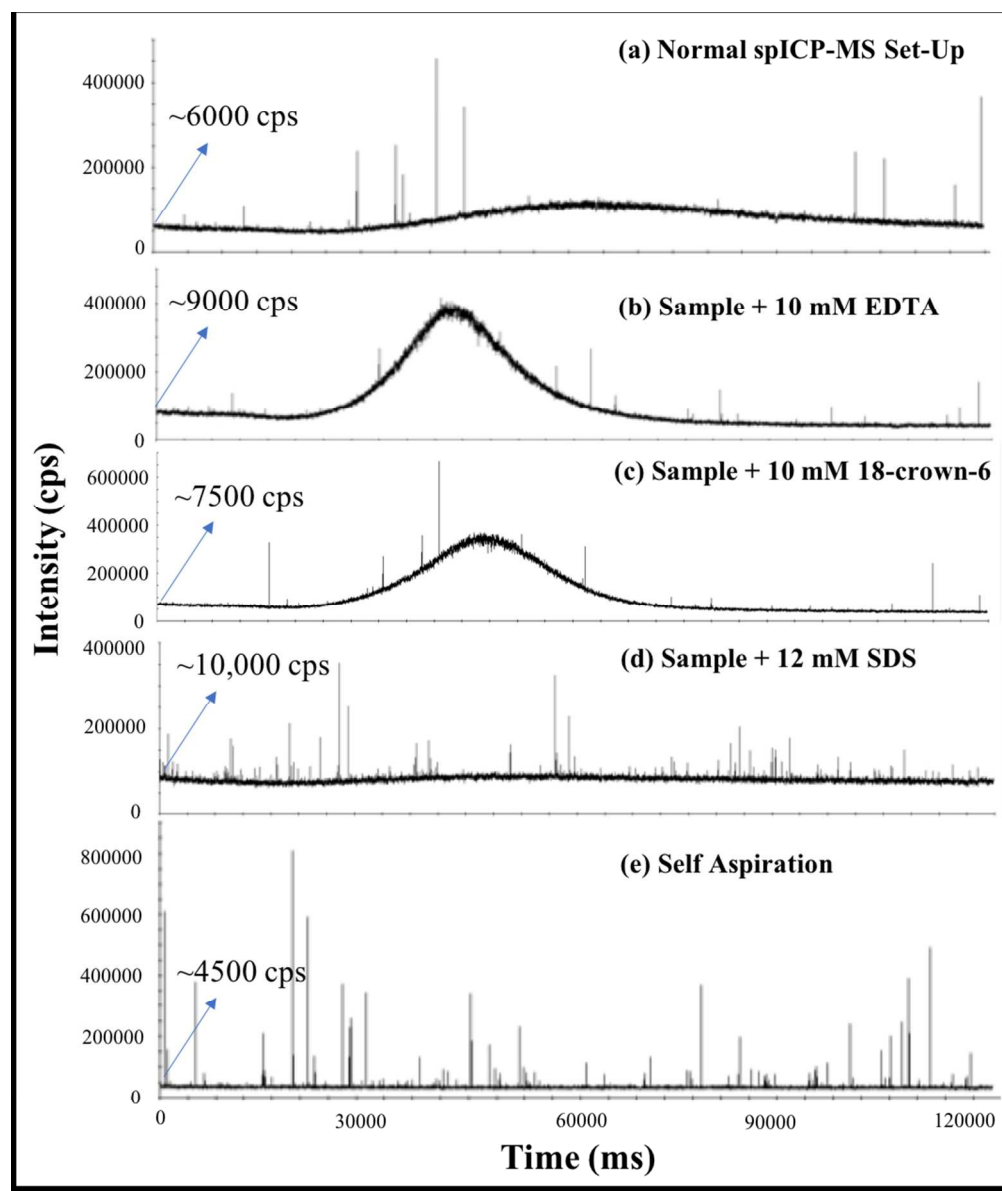 (a) Normal spICP-MS Set-Up
400000
~6000 cps
200000
0
~9000 cps
(b) Sample + 10 mM EDTA
400000
200000
0
(c) Sample + 10 mM 18-crown-6
600000
~7500 cps
400000
200000
0
400000
(d) Sample + 12 mM SDS
~10,000 cps
200000
0
(e) Self Aspiration
800000
600000
400000
~4500 cps
200000
0
Intensity (cps)
0 30000 60000 90000 120000
Time (ms)